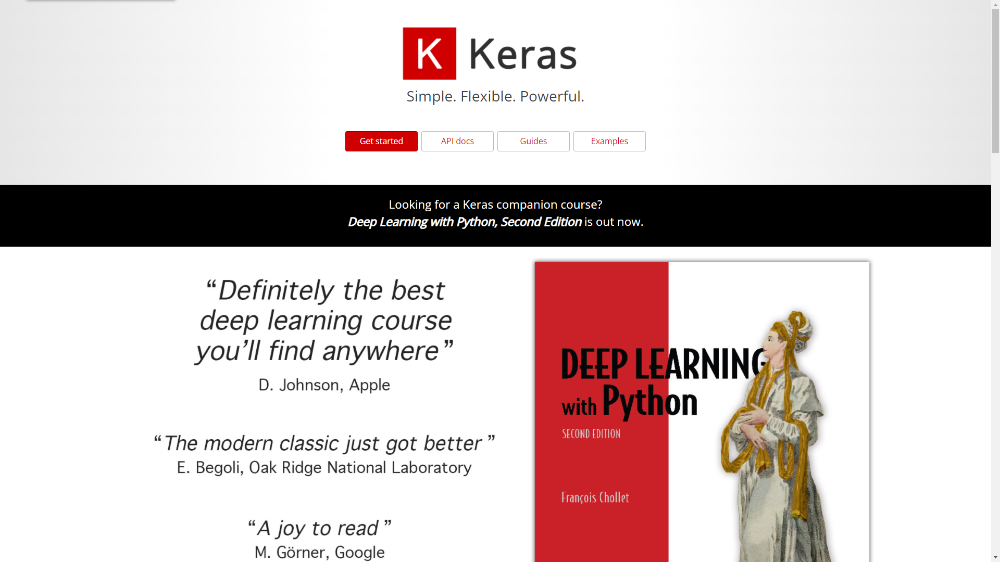 K Keras
Simple. Flexible. Powerful.
Get started API docs Guides Examples
Looking for a Keras companion course?
Deep Learning with Python, Second Edition is out now.
“Definitely the best
deep learning course
you’ll find anywhere”
D. Johnson, Apple
“The modern classic just got better”
E. Begoli, Oak Ridge National Laboratory
“A joy to read”
M. Görner, Google
DEEP LEARNING
with Python
SECOND EDITION
François Chollet